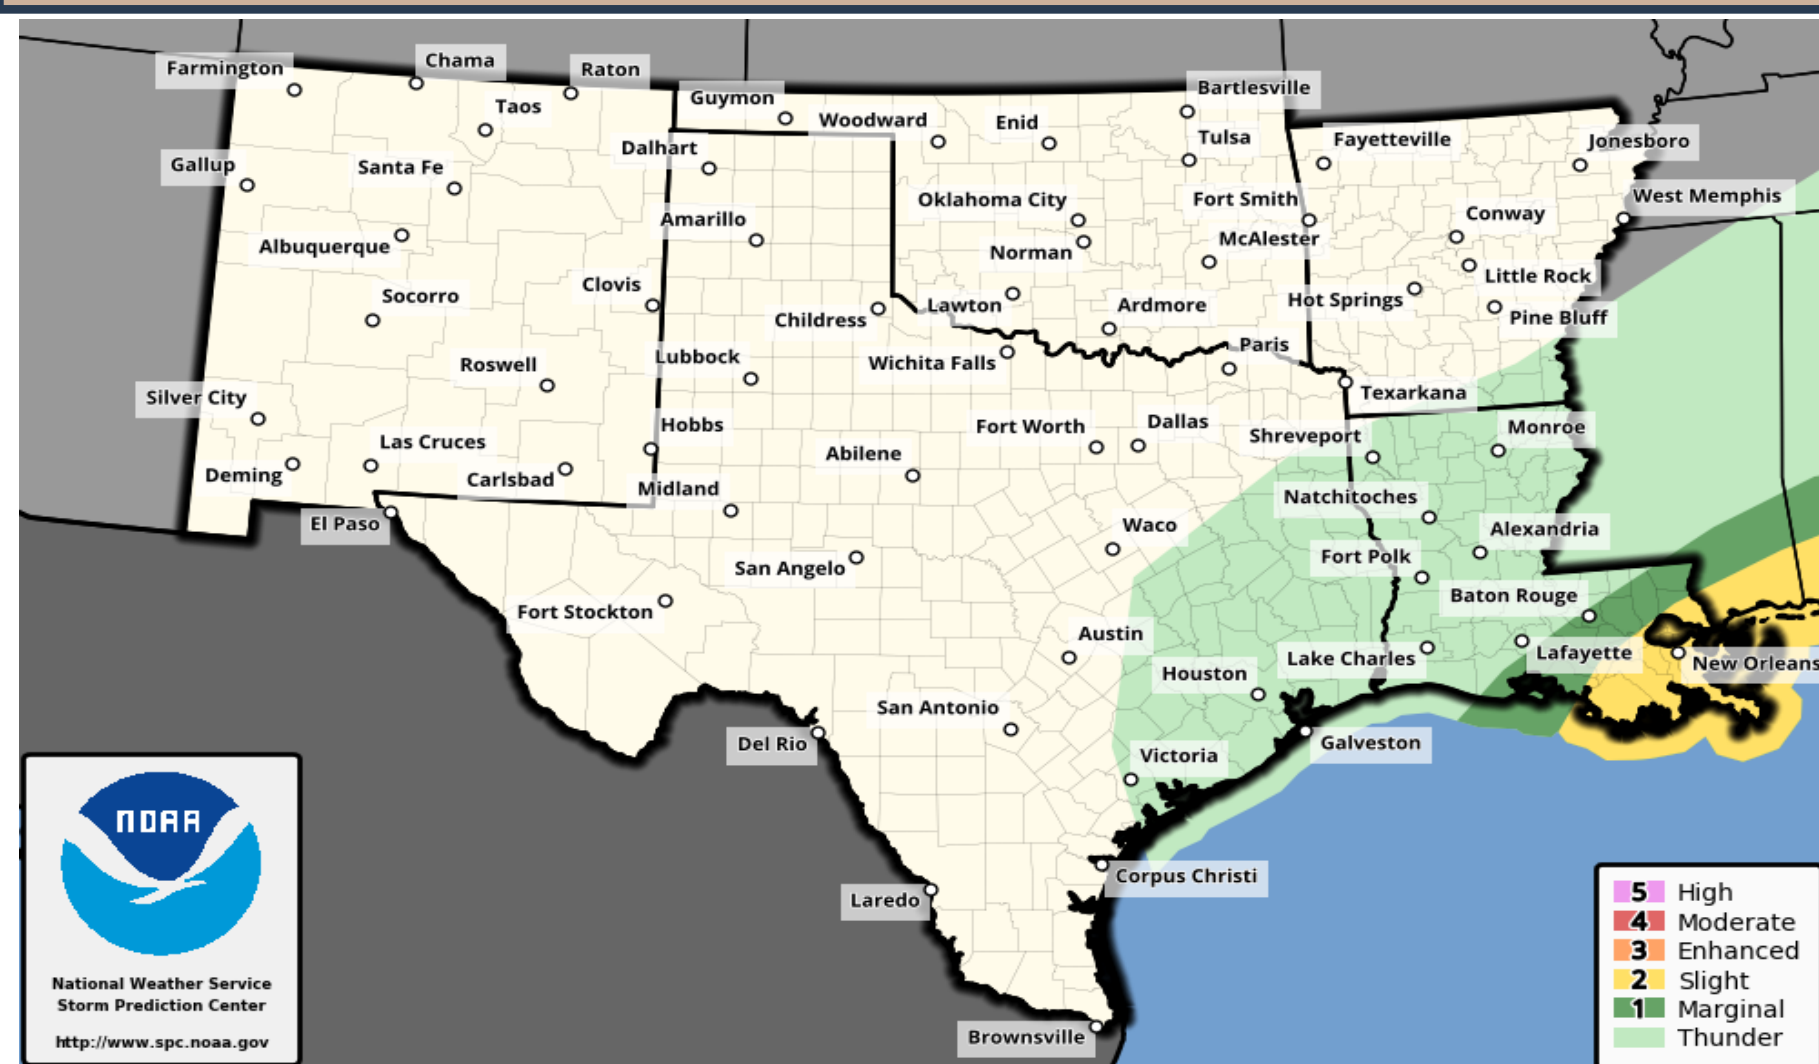 Farmington
Chama
Raton
Guymon
Bartlesville
Taos
Woodward
Enid
Tulsa
Fayetteville
Jonesboro
Gallup
Santa Fe
Dalhart
Oklahoma City
Fort Smith
West Memphis
Amarillo
Conway
Albuquerque
Norman
McAlester
Clovis
Little Rock
Socorro
Childress
Lawton
Ardmore
Hot Springs
Pine Bluff
Roswell
Lubbock
Wichita Falls
Paris
Silver City
Texarkana
Las Cruces
Hobbs
Fort Worth
Dallas
Shreveport
Monroe
Deming
Carlsbad
Midland
Abilene
Natchitoches
El Paso
Waco
Alexandria
San Angelo
Fort Polk
Fort Stockton
Baton Rouge
Austin
Lake Charles
Lafayette
New Orleans
Houston
San Antonio
Del Rio
Galveston
Victoria
Corpus Christi
Laredo
Brownsville
NOAA
National Weather Service
Storm Prediction Center
http://www.spc.noaa.gov
5 High
4 Moderate
3 Enhanced
2 Slight
1 Marginal
Thunder